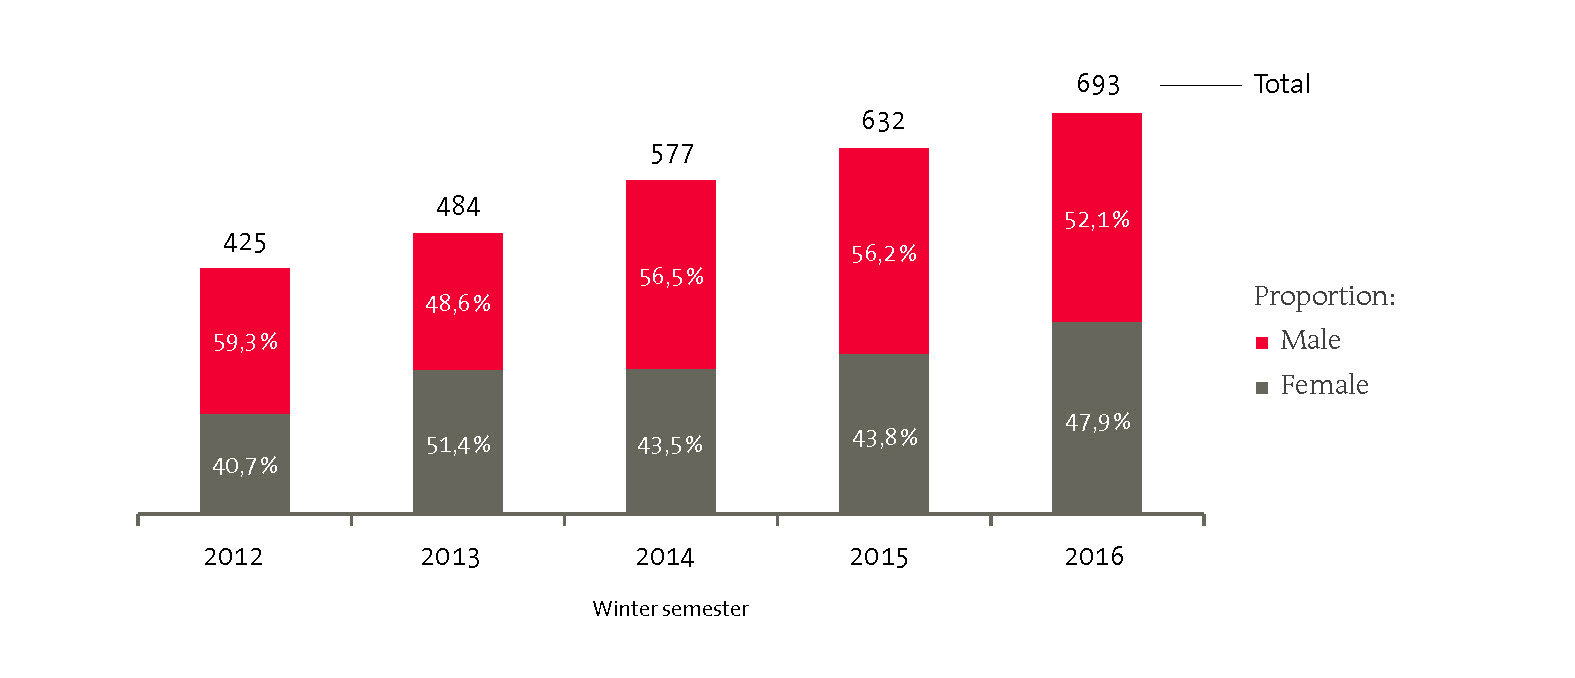 693
Total
632
577
484
425
52,1%
56,2%
56,5%
48,6%
59,3%
Proportion:
Male
Female
47,9%
43,8%
43,5%
51,4%
40,7%
2012 2013 2014 2015 2016
Winter semester